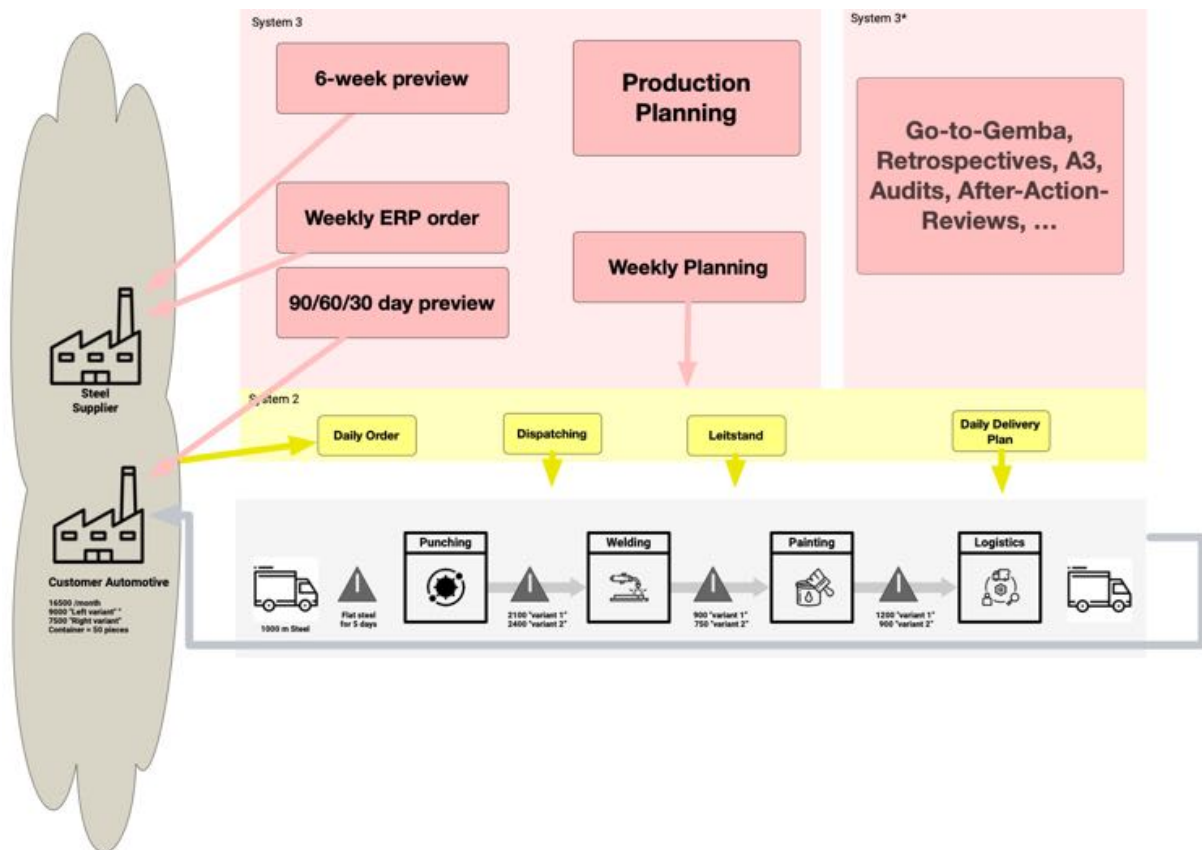 System 3
System 3*
6-week preview
Production
Planning
Go-to-Gemba,
Retrospectives, A3,
Audits, After-Action-
Reviews, …
Weekly ERP order
Weekly Planning
90/60/30 day preview
Steel
Supplier
System 2
Daily Order
Dispatching
Leitstand
Daily Delivery
Plan
Punching
Welding
Painting
Logistics
Customer Automotive
16500 /month
9000 "Left variant" "
7500 "Right variant"
Container = 50 pieces
1000 m Steel
Flat steel
for 5 days
2100 "variant 1"
2400 "variant 2"
900 "variant 1"
750 "variant 2"
1200 "variant 1"
900 "variant 2"